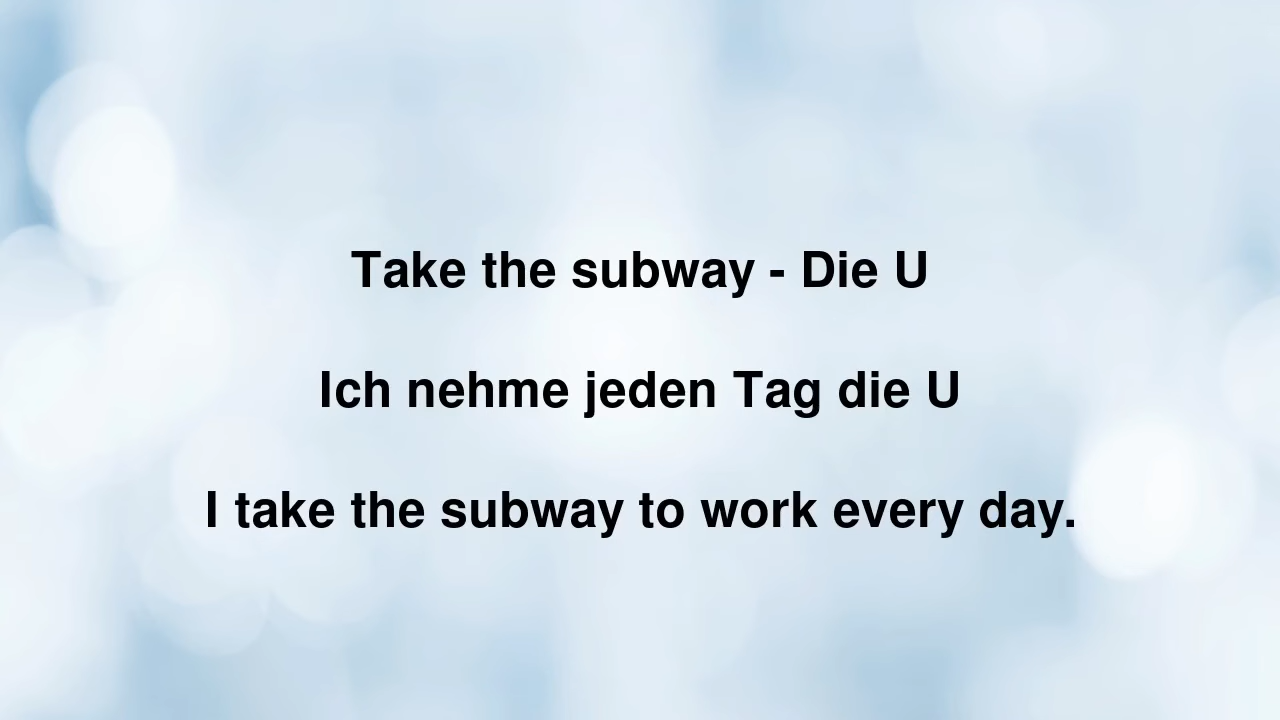 Take the subway - Die U
Ich nehme jeden Tag die U
I take the subway to work every day.